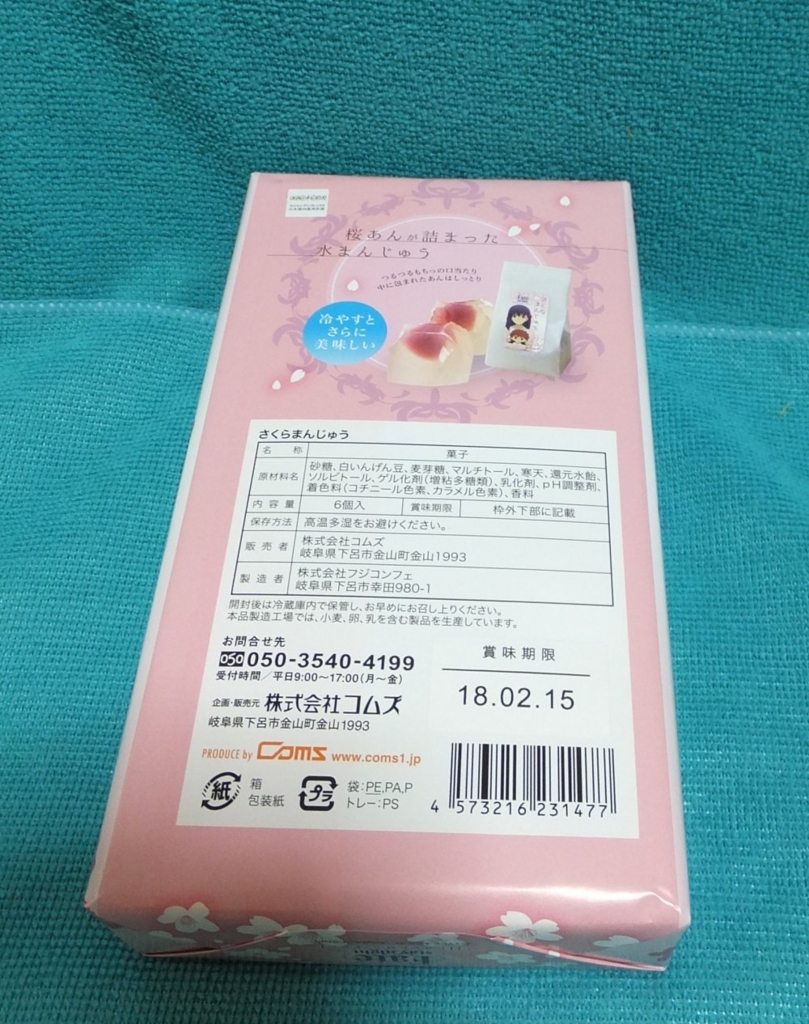 桜あんが詰まった
水まんじゅう
つるつるもちっの口当たり
中に包まれたあんはしっとり
冷やすと
さらに
美味しい
さくらまんじゅう
名 称 菓子
原材料名 砂糖、白いんげん豆、麦芽糖、マルチトール、寒天、還元水飴、
ソルビトール、ゲル化剤(増粘多糖類)、乳化剤、pH調整剤、
着色料(コチニール色素、カラメル色素)、香料
内容量 6個入 賞味期限 枠外下部に記載
保存方法 高温多湿をお避けください。
販売者 株式会社コムズ
岐阜県下呂市金山町金山1993
製造者 株式会社フジコンフェ
岐阜県下呂市幸田980-1
開封後は冷蔵庫内で保管し、お早めにお召し上りください。
本品製造工場では、小麦、卵、乳を含む製品を生産しています。
お問合せ先
050 050-3540-4199
受付時間/平日9:00〜17:00(月〜金)
企画・販売元 株式会社コムズ
岐阜県下呂市金山町金山1993
賞味期限
18.02.15
PRODUCE by Coms www.coms1.jp
紙 箱
包装紙
プラ 袋:PE,PA,P
トレー:PS
4 573216 231477